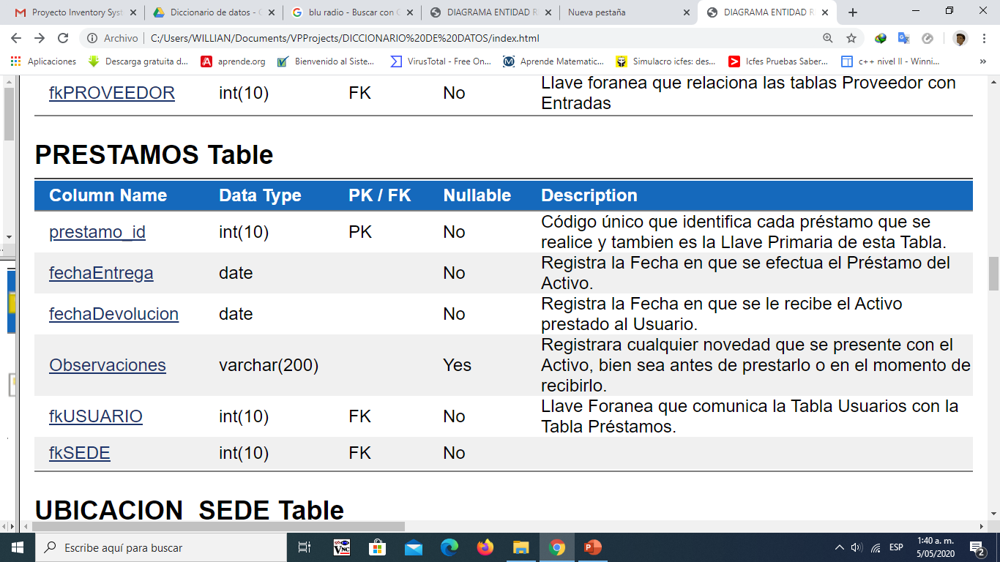 Proyecto Inventory Syst
Diccionario de datos - G
blu radio - Buscar con G
DIAGRAMA ENTIDAD R
Nueva pestaña
DIAGRAMA ENTIDAD R
Archivo
C:/Users/WILLIAN/Documents/VPProjects/DICCIONARIO%20DE%20DATOS/index.html
Aplicaciones
Descarga gratuita d...
aprende.org
Bienvenido al Siste...
VirusTotal - Free On...
Aprende Matematic...
Simulacro icfes: des...
Icfes Pruebas Saber...
c++ nivel II - Winni...
»
fkPROVEEDOR int(10) FK No Llave foranea que relaciona las tablas Proveedor con
Entradas
PRESTAMOS Table
Column Name Data Type PK / FK Nullable Description
prestamo_id int(10) PK No Código único que identifica cada préstamo que se
realice y tambien es la Llave Primaria de esta Tabla.
fechaEntrega date No Registra la Fecha en que se efectua el Préstamo del
Activo.
fechaDevolucion date No Registra la Fecha en que se le recibe el Activo
prestado al Usuario.
Observaciones varchar(200) Yes Registrara cualquier novedad que se presente con el
Activo, bien sea antes de prestarlo o en el momento de
recibirlo.
fkUSUARIO int(10) FK No Llave Foranea que comunica la Tabla Usuarios con la
Tabla Préstamos.
fkSEDE int(10) FK No
UBICACION_SEDE Table
Escribe aquí para buscar
VNC
ESP
1:40 a. m.
5/05/2020
2